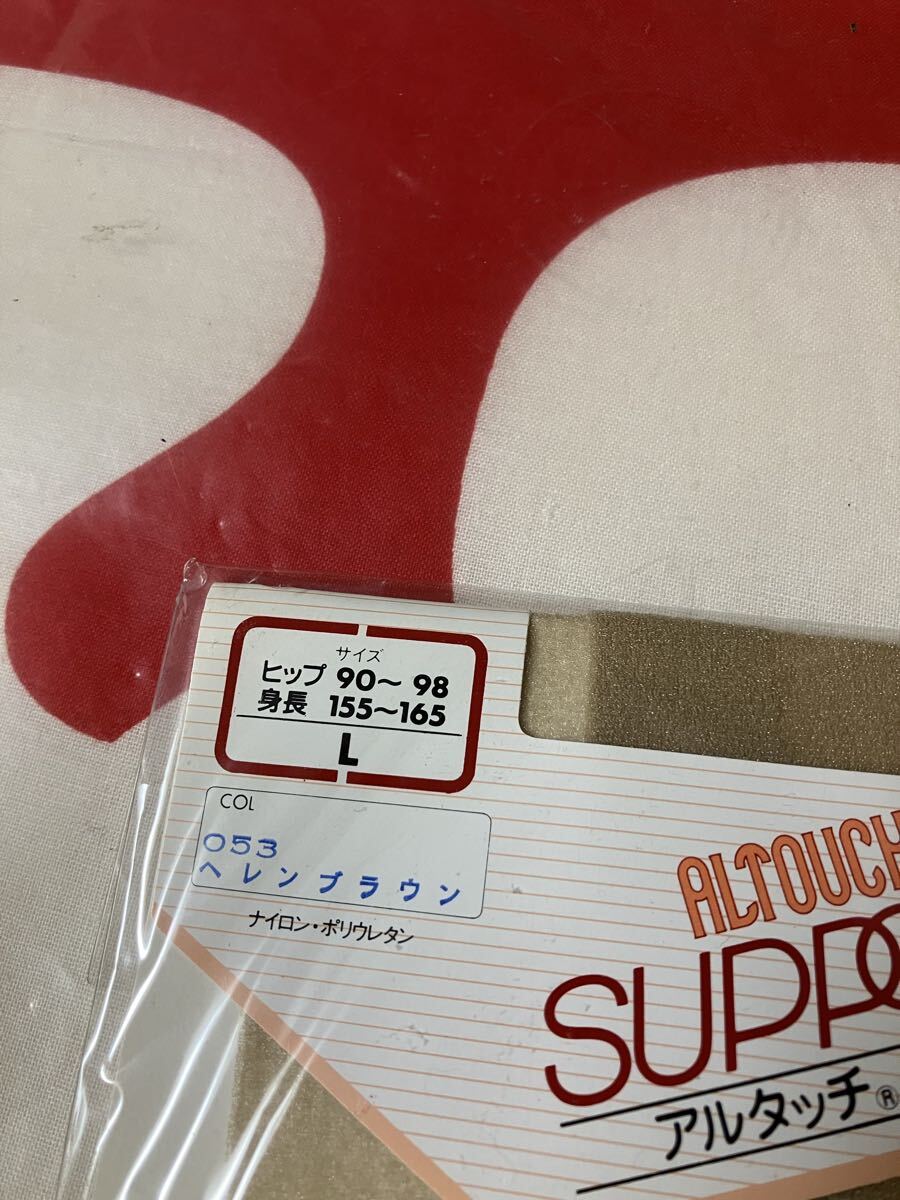 サイズ
ヒップ 90〜98
身長 155〜165
L
COL
053
ヘレンブラウン
ナイロン・ポリウレタン
ALTOUCH
SUPPO
アルタッチ®